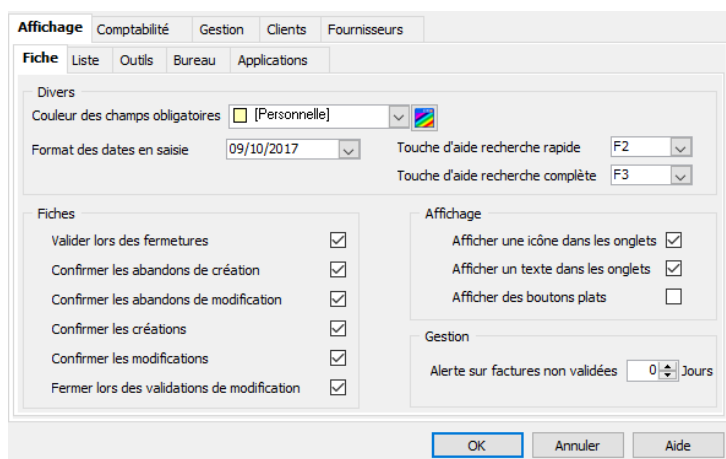 Affichage Comptabilité Gestion Clients Fournisseurs
Fiche Liste Outils Bureau Applications
Divers
Couleur des champs obligatoires [Personnelle]
Format des dates en saisie 09/10/2017 Touche d'aide recherche rapide F2
Touche d'aide recherche complète F3
Fiches
Valider lors des fermetures
Confirmer les abandons de création
Confirmer les abandons de modification
Confirmer les créations
Confirmer les modifications
Fermer lors des validations de modification
Affichage
Afficher une icône dans les onglets
Afficher un texte dans les onglets
Afficher des boutons plats
Gestion
Alerte sur factures non validées 0 Jours
OK Annuler Aide